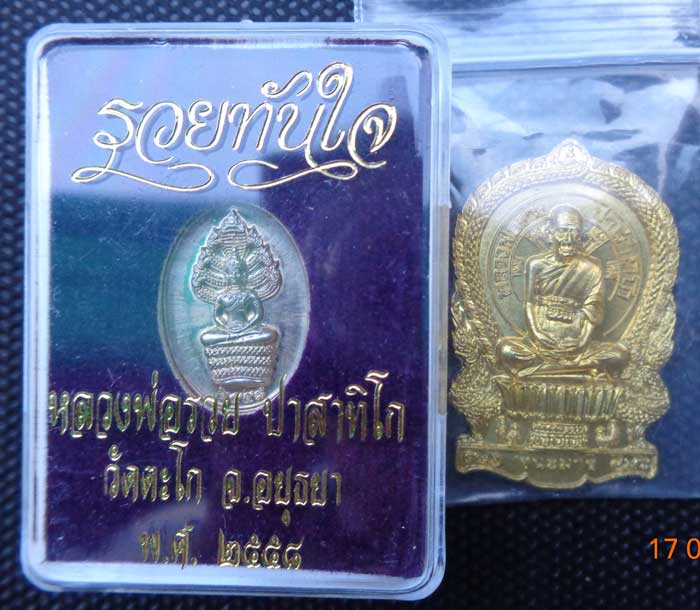 รวยทันใจ
หลวงพ่อรวย ปาสาทิโก
วัดตะโก จ.อยุธยา
พ.ศ. ๒๕๕๘
17 0